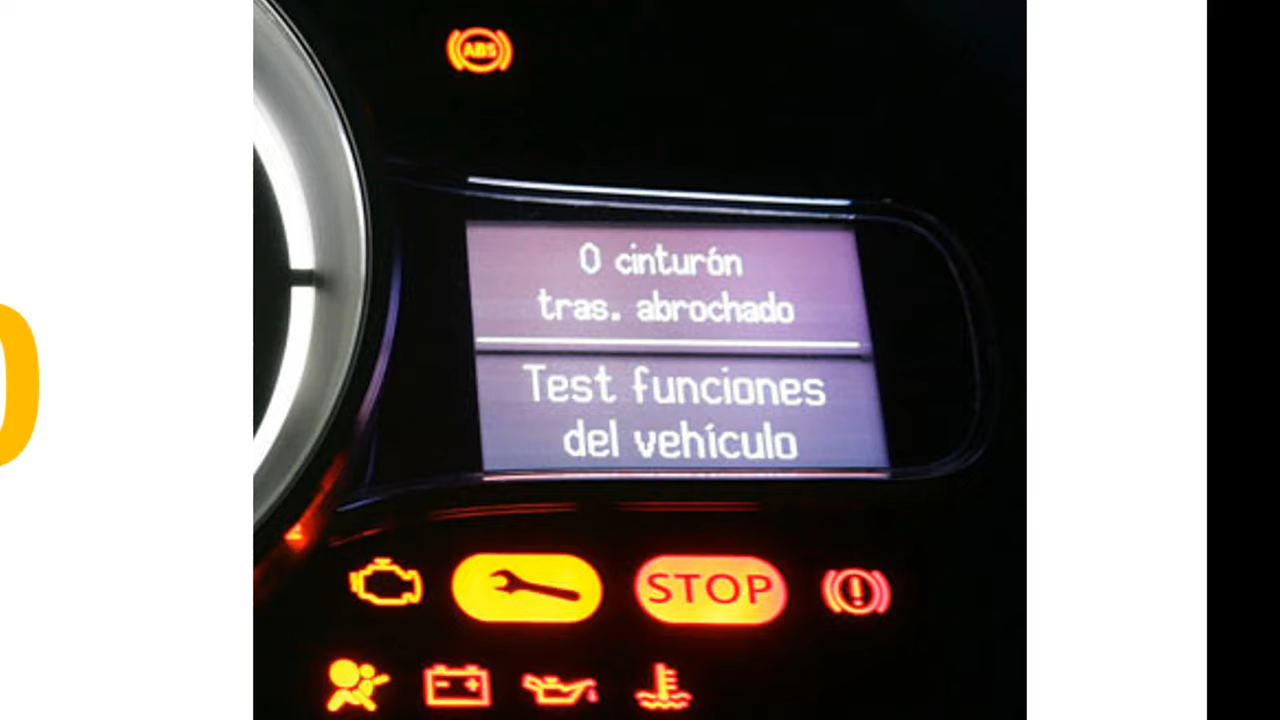 ABS
0 cinturón
tras. abrochado
Test funciones
del vehículo
STOP